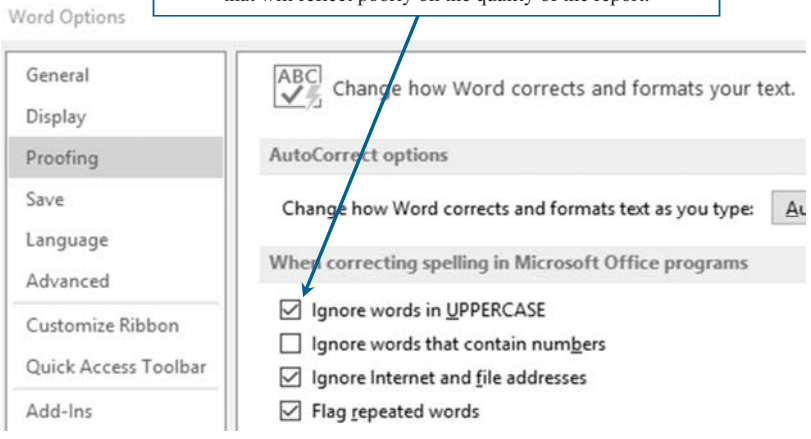 that will reflect poorly on the quality of the report.
Word Options
General
Display
Proofing
Save
Language
Advanced
Customize Ribbon
Quick Access Toolbar
Add-Ins
ABC
Change how Word corrects and formats your text.
AutoCorrect options
Change how Word corrects and formats text as you type:
When correcting spelling in Microsoft Office programs
Ignore words in UPPERCASE
Ignore words that contain numbers
Ignore Internet and file addresses
Flag repeated words